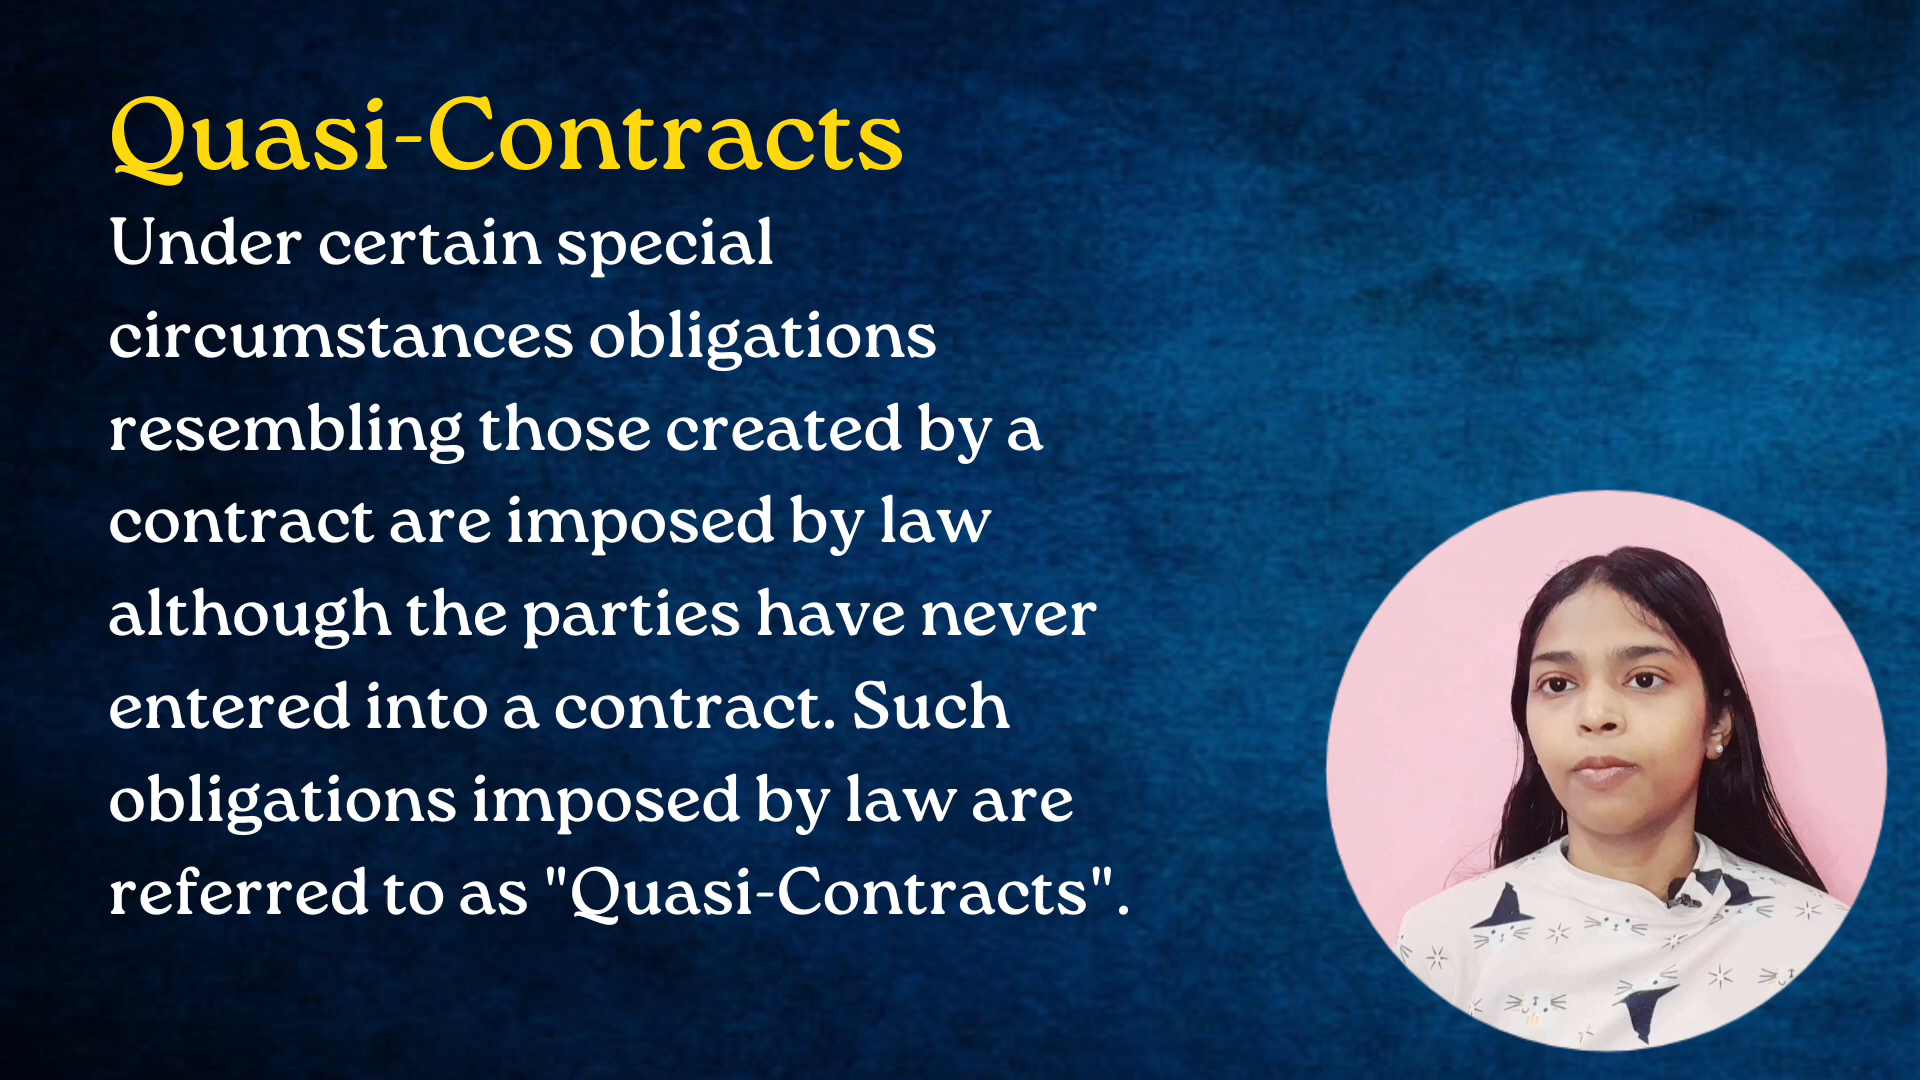 Quasi-Contracts
Under certain special
circumstances obligations
resembling those created by a
contract are imposed by law
although the parties have never
entered into a contract. Such
obligations imposed by law are
referred to as "Quasi-Contracts".